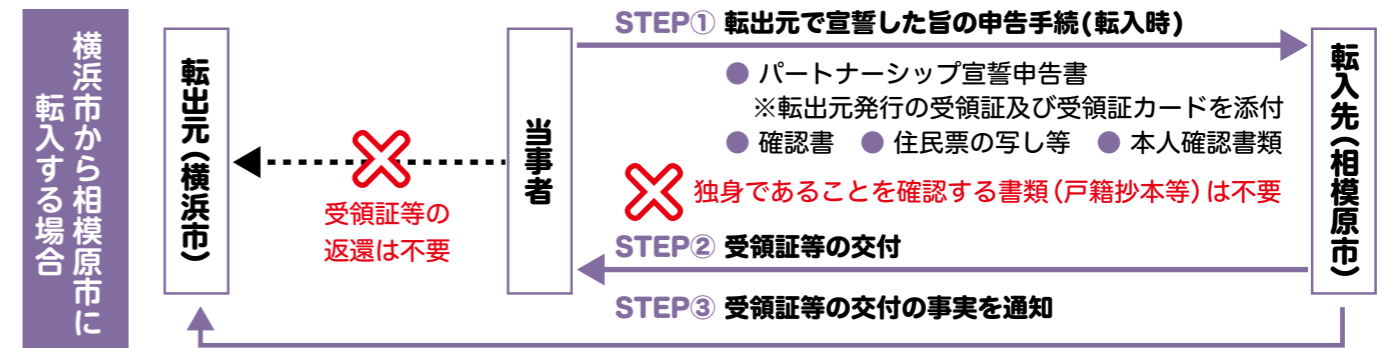 横浜市から相模原市に
転入する場合
転出元(横浜市)
受領証等の
返還は不要
当事者
STEP① 転出元で宣誓した旨の申告手続(転入時)
● パートナーシップ宣誓申告書
※転出元発行の受領証及び受領証カードを添付
● 確認書 ● 住民票の写し等 ● 本人確認書類
独身であることを確認する書類(戸籍抄本等)は不要
STEP② 受領証等の交付
STEP③ 受領証等の交付の事実を通知
転入先(相模原市)